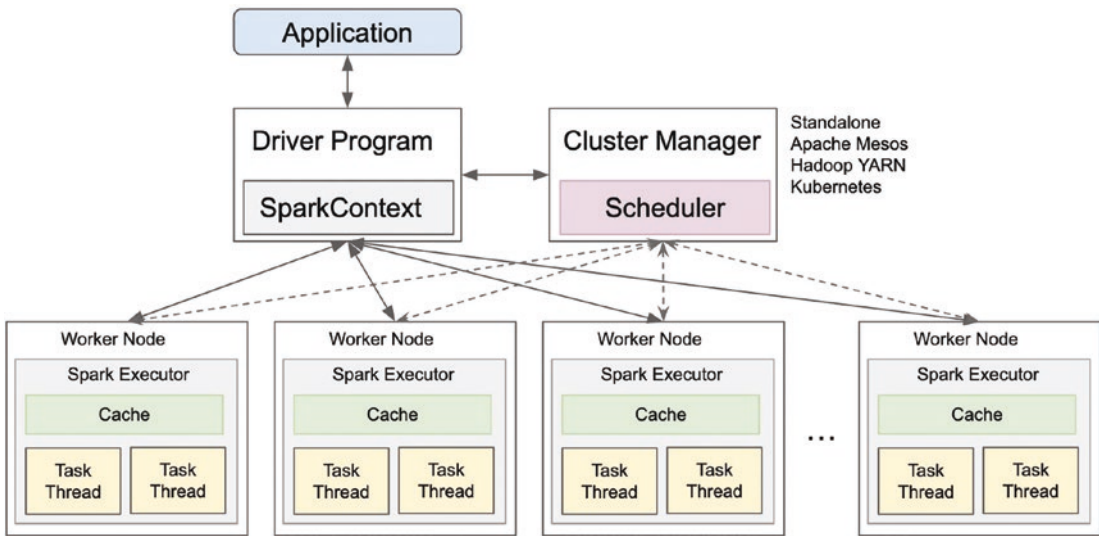 Application
Driver Program
SparkContext
Cluster Manager
Scheduler
Standalone
Apache Mesos
Hadoop YARN
Kubernetes
Worker Node
Spark Executor
Cache
Task
Thread
Task
Thread
Worker Node
Spark Executor
Cache
Task
Thread
Task
Thread
Worker Node
Spark Executor
Cache
Task
Thread
Task
Thread
...
Worker Node
Spark Executor
Cache
Task
Thread
Task
Thread